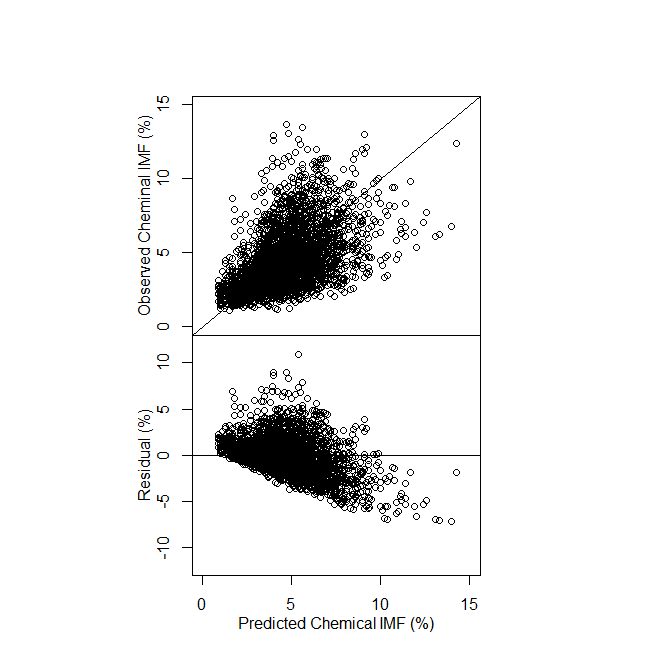 15
10
5
0
Observed Cheminal IMF (%)
10
5
0
-5
-10
Residual (%)
0 5 10 15
Predicted Chemical IMF (%)